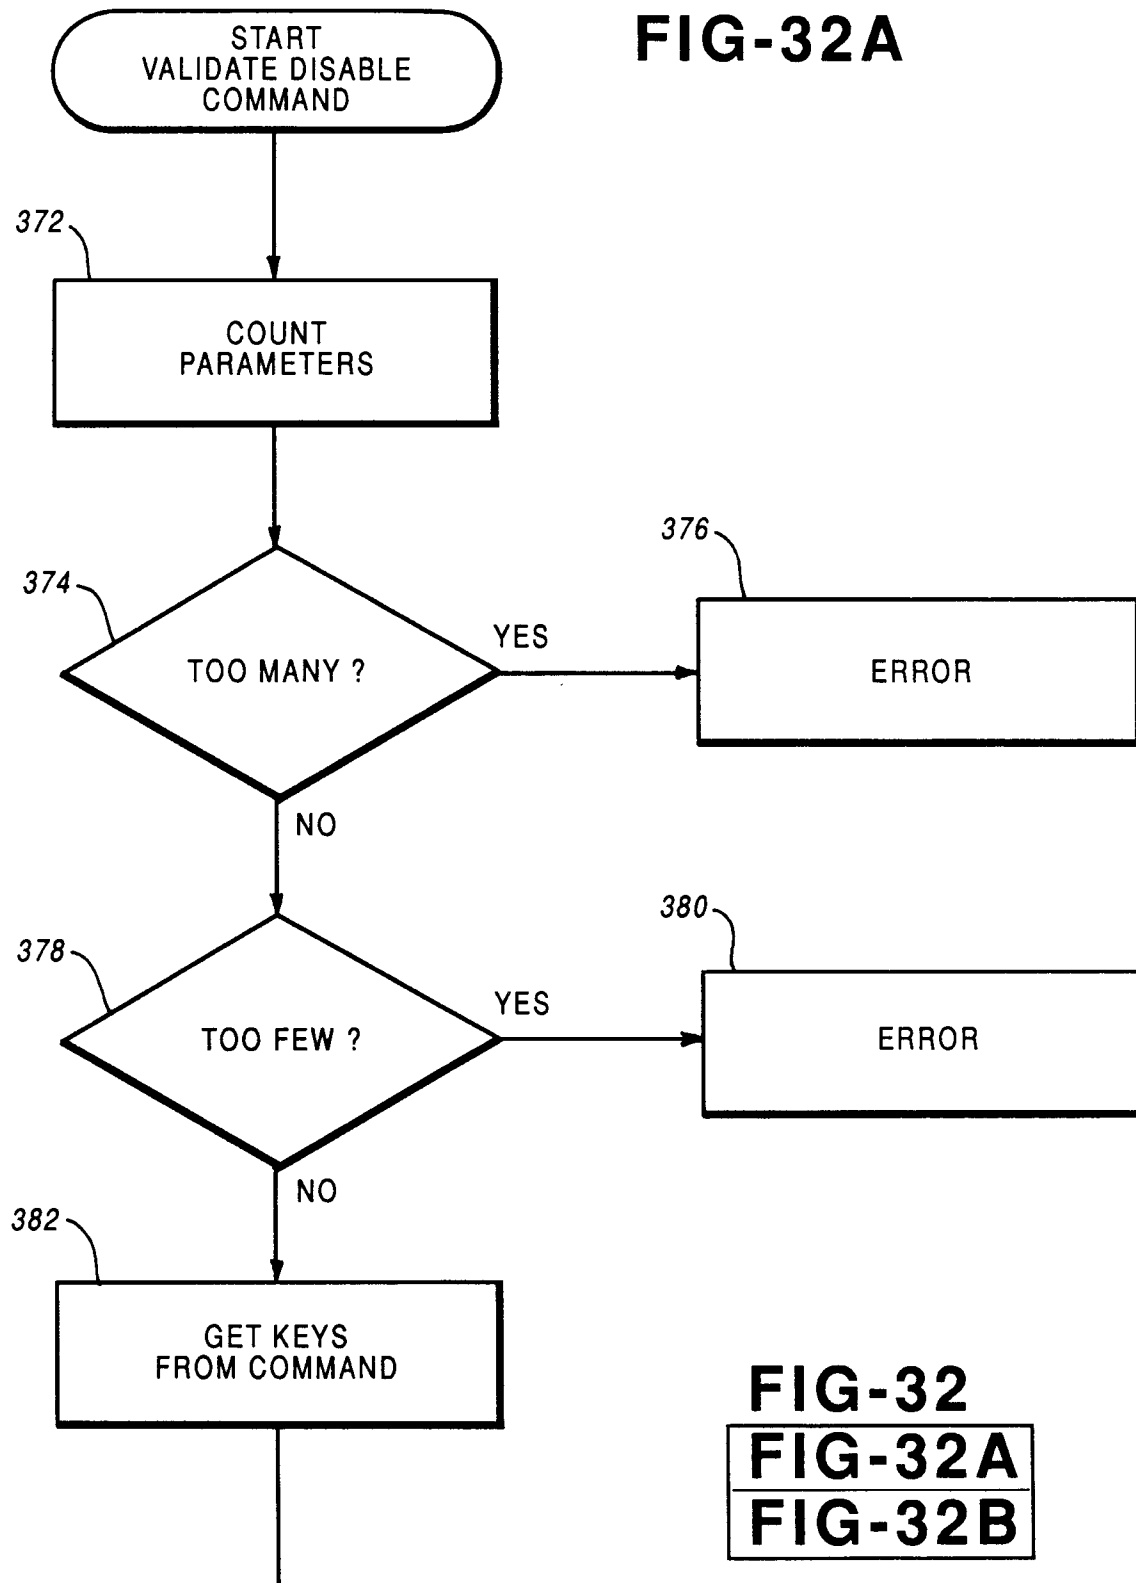 FIG-32A
START
VALIDATE DISABLE
COMMAND
372
COUNT
PARAMETERS
374
TOO MANY ?
YES
376
ERROR
NO
378
TOO FEW ?
YES
380
ERROR
NO
382
GET KEYS
FROM COMMAND
FIG-32
FIG-32A
FIG-32B